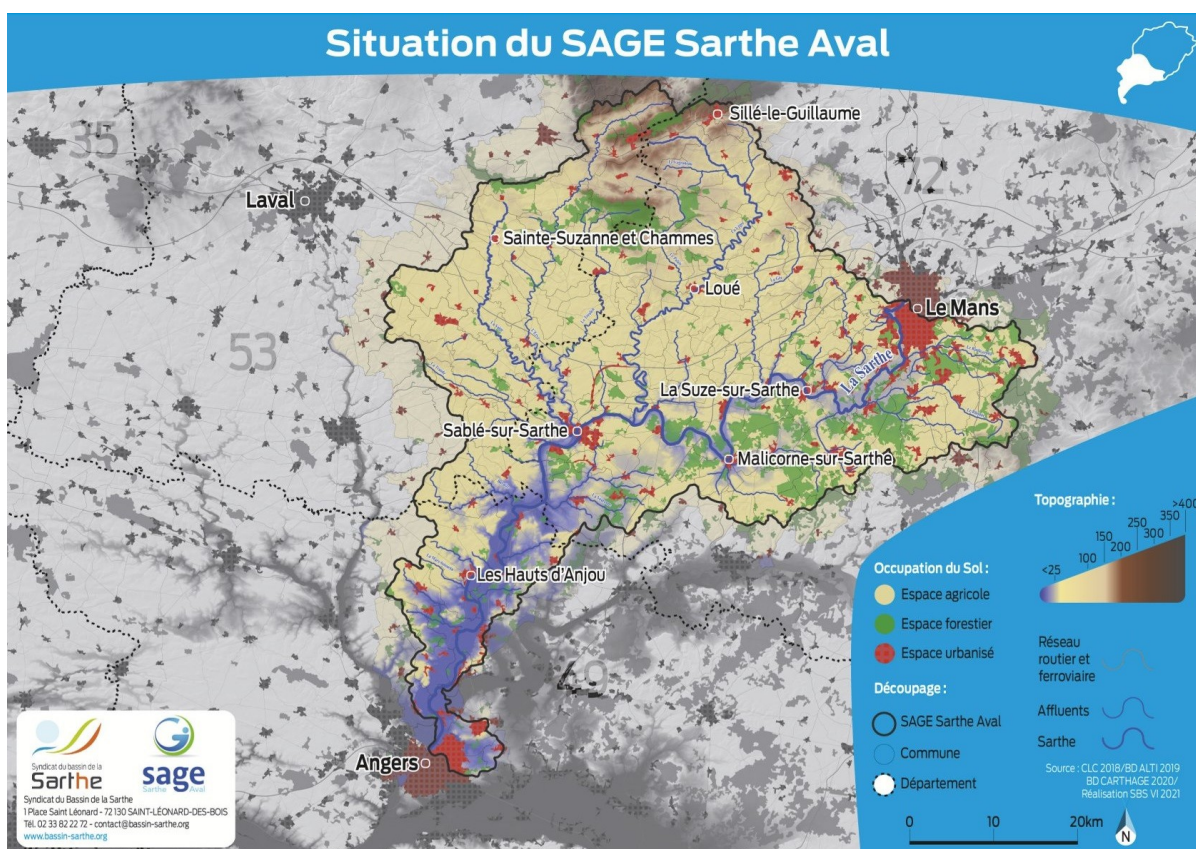 Situation du SAGE Sarthe Aval
35
Sillé-le-Guillaume
72
Laval
Sainte-Suzanne et Chammes
Loué
Le Mans
53
La Sarthe
La Suze-sur-Sarthe
Sablé-sur-Sarthe
Malicorne-sur-Sarthe
Les Hauts d'Anjou
49
Angers
Topographie :
<25
100
150
200
250
300
350
>400
Occupation du Sol :
Espace agricole
Espace forestier
Espace urbanisé
Découpage :
SAGE Sarthe Aval
Commune
Département
Réseau
routier et
ferroviaire
Affluents
Sarthe
Source : CLC 2018/BD ALTI 2019
BD CARTHAGE 2020/
Réalisation SBS VI 2021
0 10 20km
N
Syndicat du bassin de la
Sarthe
sage
Sarthe Aval
Syndicat du Bassin de la Sarthe
1 Place Saint Léonard - 72 130 SAINT-LÉONARD-DES-BOIS
Tél. 02 33 82 22 72 - contact@bassin-sarthe.org
www.bassin-sarthe.org